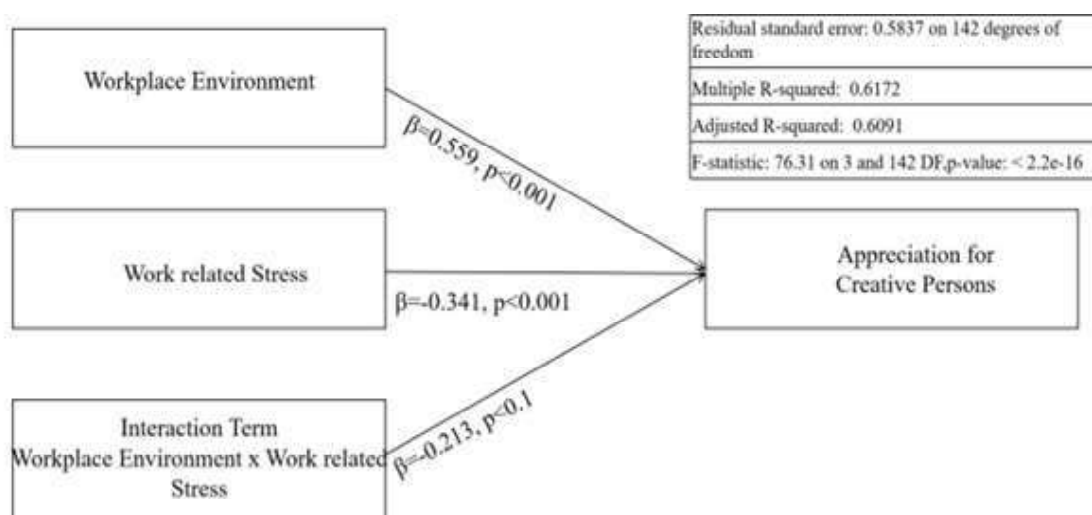 Residual standard error: 0.5837 on 142 degrees of
freedom
Multiple R-squared: 0.6172
Adjusted R-squared: 0.6091
F-statistic: 76.31 on 3 and 142 DF,p-value: < 2.2e-16
Workplace Environment
β=0.559, p<0.001
Work related Stress
β=-0.341, p<0.001
Appreciation for
Creative Persons
Interaction Term
Workplace Environment x Work related
Stress
β=-0.213, p<0.1